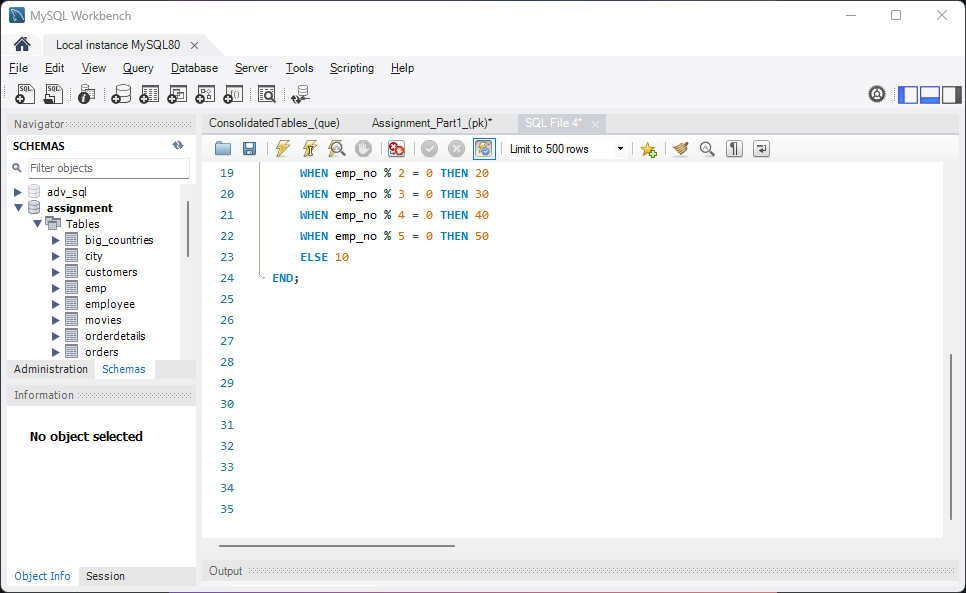 MySQL Workbench
Local instance MySQL80
File Edit View Query Database Server Tools Scripting Help
Navigator
SCHEMAS
Filter objects
adv_sql
assignment
Tables
big_countries
city
customers
emp
employee
movies
orderdetails
orders
Administration Schemas
Information
No object selected
Object Info Session
ConsolidatedTables_(que) Assignment_Part1_(pk)* SQL File 4*
Limit to 500 rows
19 WHEN emp_no % 2 = 0 THEN 20
20 WHEN emp_no % 3 = 0 THEN 30
21 WHEN emp_no % 4 = 0 THEN 40
22 WHEN emp_no % 5 = 0 THEN 50
23 ELSE 10
24 END;
25
26
27
28
29
30
31
32
33
34
35
Output